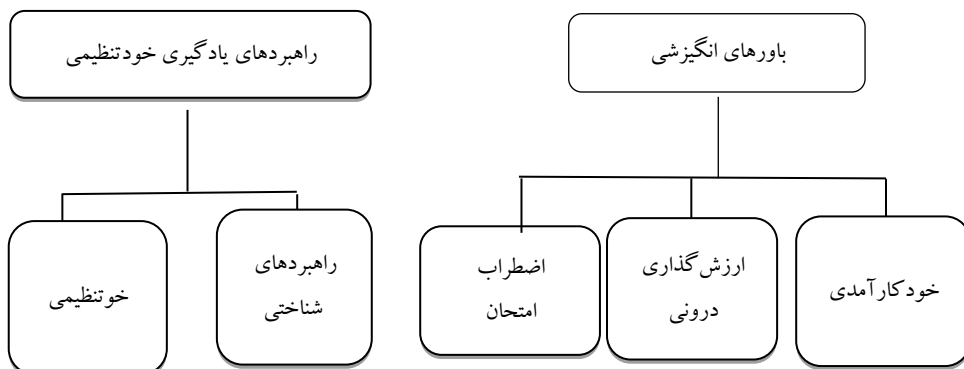 باورهای انگیزشی
راهبردهای یادگیری خودتنظیمی
خودکارآمدی
ارزش‌گذاری
درونی
اضطراب
امتحان
راهبردهای
شناختی
خوتنظیمی